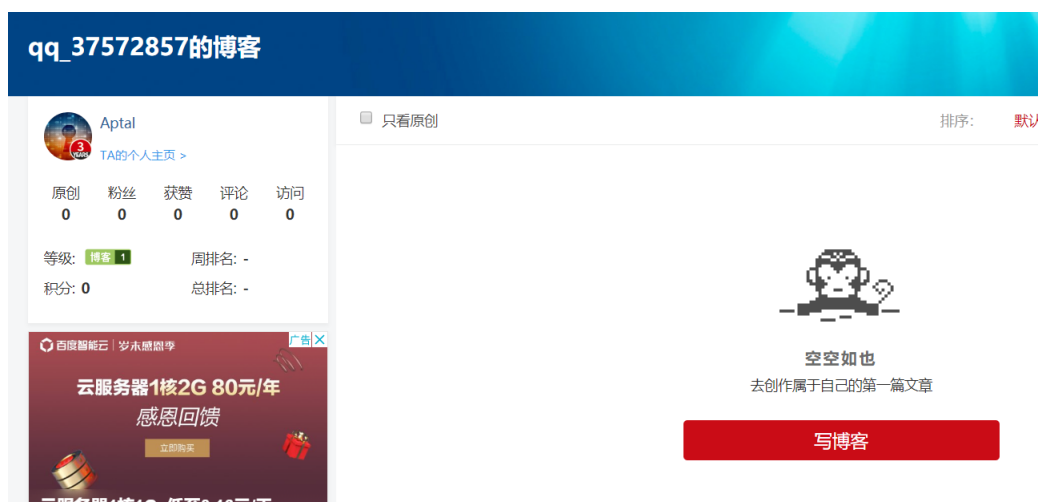 qq_37572857的博客
Aptal
3
YEARS
TA的个人主页 >
原创 粉丝 获赞 评论 访问
0 0 0 0 0
等级: 博客 1 周排名: -
积分: 0 总排名: -
只看原创 排序: 默认
空空如也
去创作属于自己的第一篇文章
写博客
广告
百度智能云 岁末感恩季
云服务器1核2G 80元/年
感恩回馈
立即购买